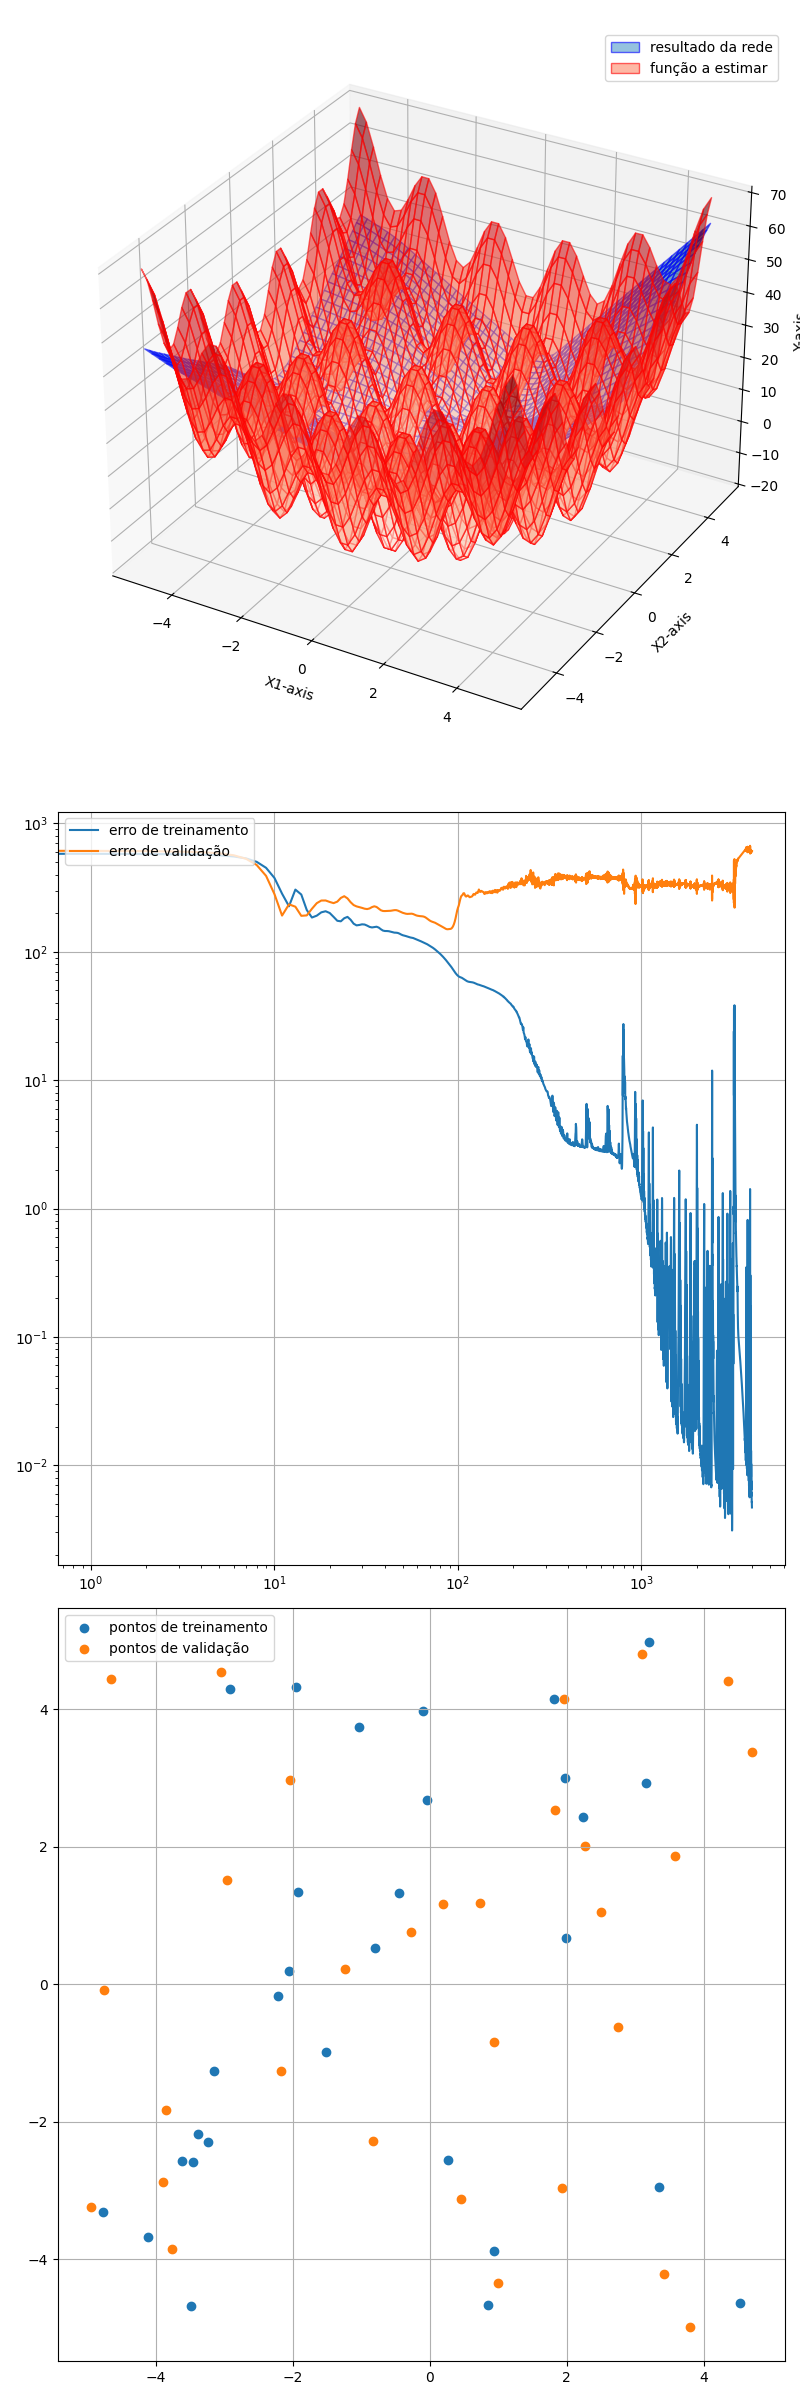 resultado da rede
função a estimar
70
60
50
40
30
20
10
0
−10
−20
Y-axis
4
2
0
−2
−4
X2-axis
−4
−2
0
2
4
X1-axis
erro de treinamento
erro de validação
10³
10²
10¹
10⁰
10⁻¹
10⁻²
10⁰ 10¹ 10² 10³
pontos de treinamento
pontos de validação
4
2
0
−2
−4
−4 −2 0 2 4